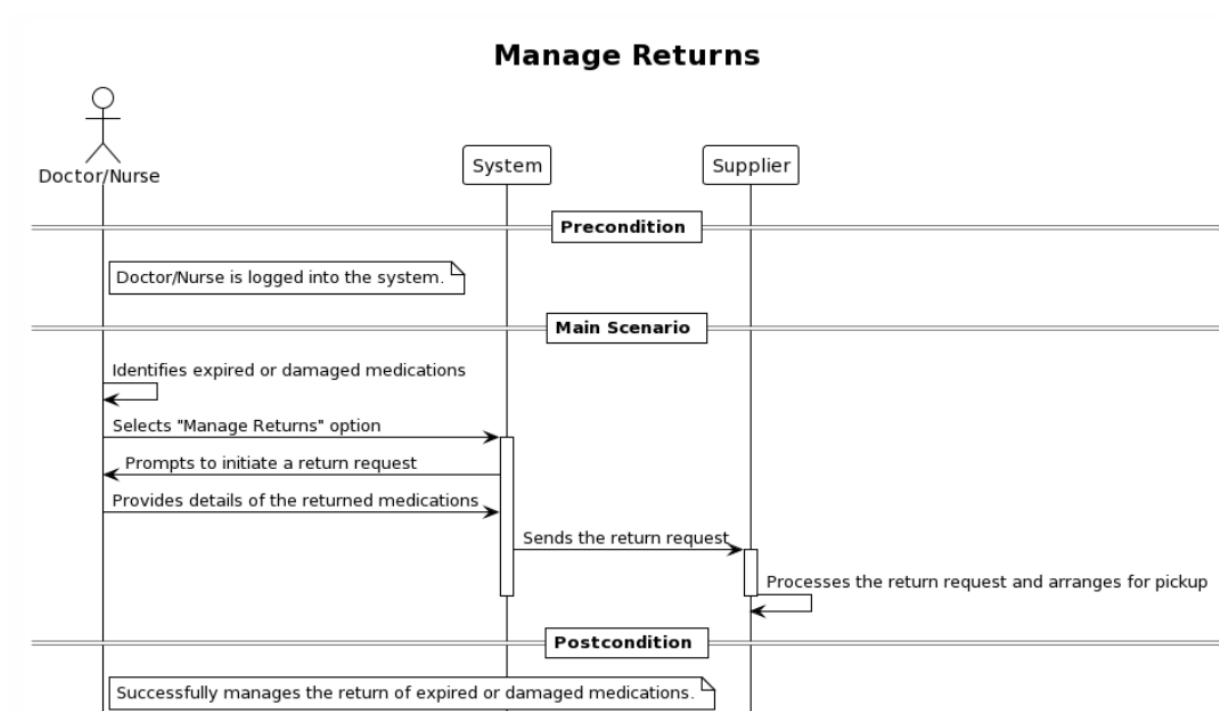 Manage Returns
Doctor/Nurse
System
Supplier
Precondition
Doctor/Nurse is logged into the system.
Main Scenario
Identifies expired or damaged medications
Selects "Manage Returns" option
Prompts to initiate a return request
Provides details of the returned medications
Sends the return request
Processes the return request and arranges for pickup
Postcondition
Successfully manages the return of expired or damaged medications.